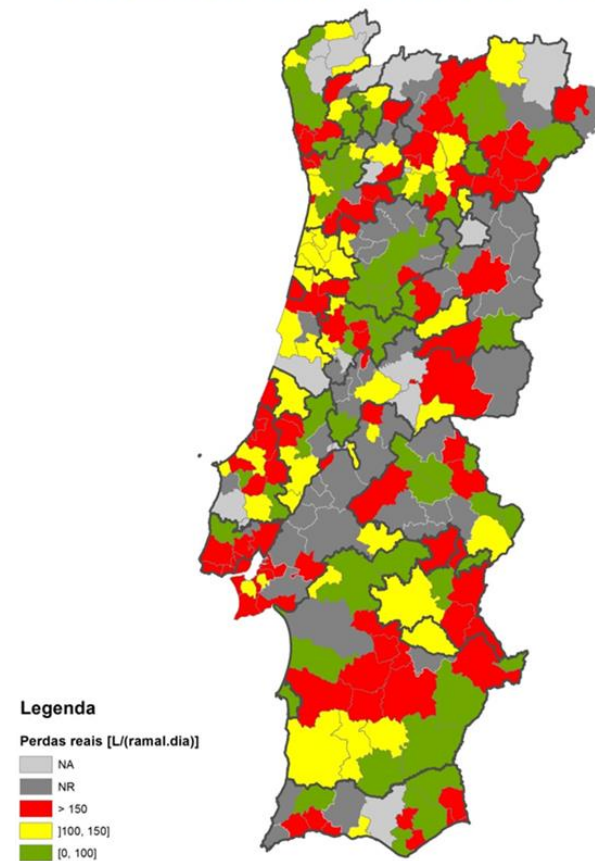 Legenda
Perdas reais [L/(ramal.dia)]
NA
NR
> 150
]100, 150]
[0, 100]